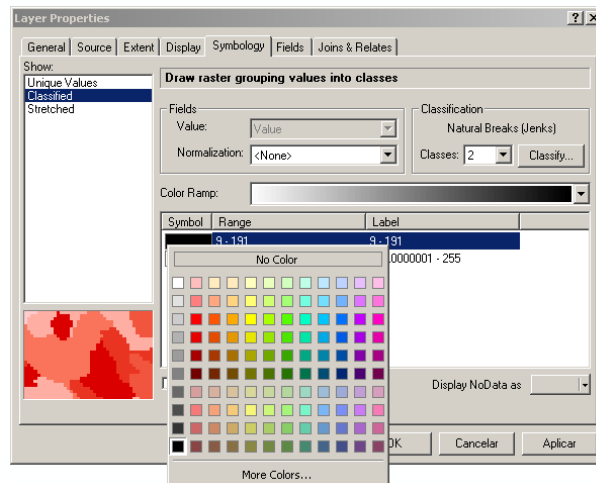 Layer Properties
General Source Extent Display Symbology Fields Joins & Relates
Show:
Unique Values
Classified
Stretched
Draw raster grouping values into classes
Fields
Value: Value
Normalization: <None>
Classification
Natural Breaks (Jenks)
Classes: 2 Classify...
Color Ramp:
Symbol Range Label
9 - 191 9 - 191
.0000001 - 255
No Color
Display NoData as
More Colors...
Cancelar Aplicar